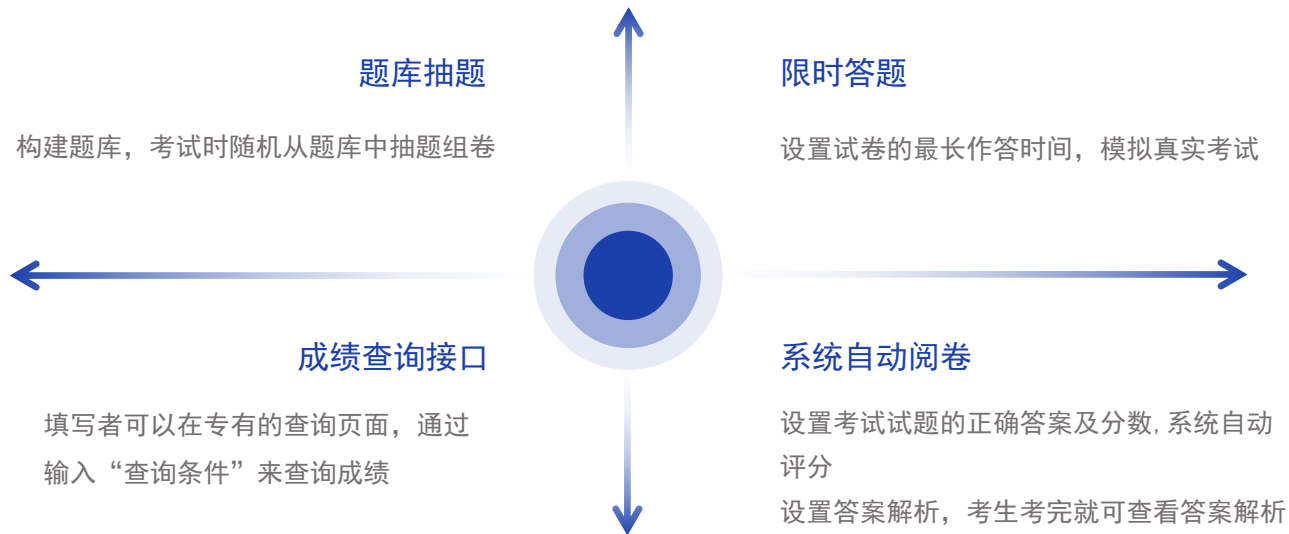 题库抽题
构建题库，考试时随机从题库中抽题组卷
限时答题
设置试卷的最长作答时间，模拟真实考试
成绩查询接口
填写者可以在专有的查询页面，通过
输入“查询条件”来查询成绩
系统自动阅卷
设置考试试题的正确答案及分数,系统自动
评分
设置答案解析，考生考完就可查看答案解析